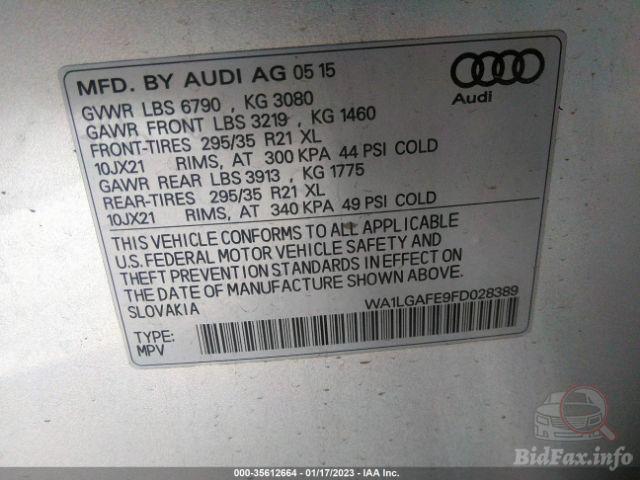 MFD. BY AUDI AG 05 15
GVWR LBS 6790 , KG 3080
GAWR FRONT LBS 3219 , KG 1460
FRONT-TIRES 295/35 R21 XL
10JX21 RIMS, AT 300 KPA 44 PSI COLD
GAWR REAR LBS 3913 , KG 1775
REAR-TIRES 295/35 R21 XL
10JX21 RIMS, AT 340 KPA 49 PSI COLD
Audi
THIS VEHICLE CONFORMS TO ALL APPLICABLE
U.S. FEDERAL MOTOR VEHICLE SAFETY AND
THEFT PREVENTION STANDARDS IN EFFECT ON
THE DATE OF MANUFACTURE SHOWN ABOVE.
SLOVAKIA
WA1LGAFE9FD028389
TYPE:
MPV
BidFax.info
000-35612664 - 01/17/2023 - IAA Inc.